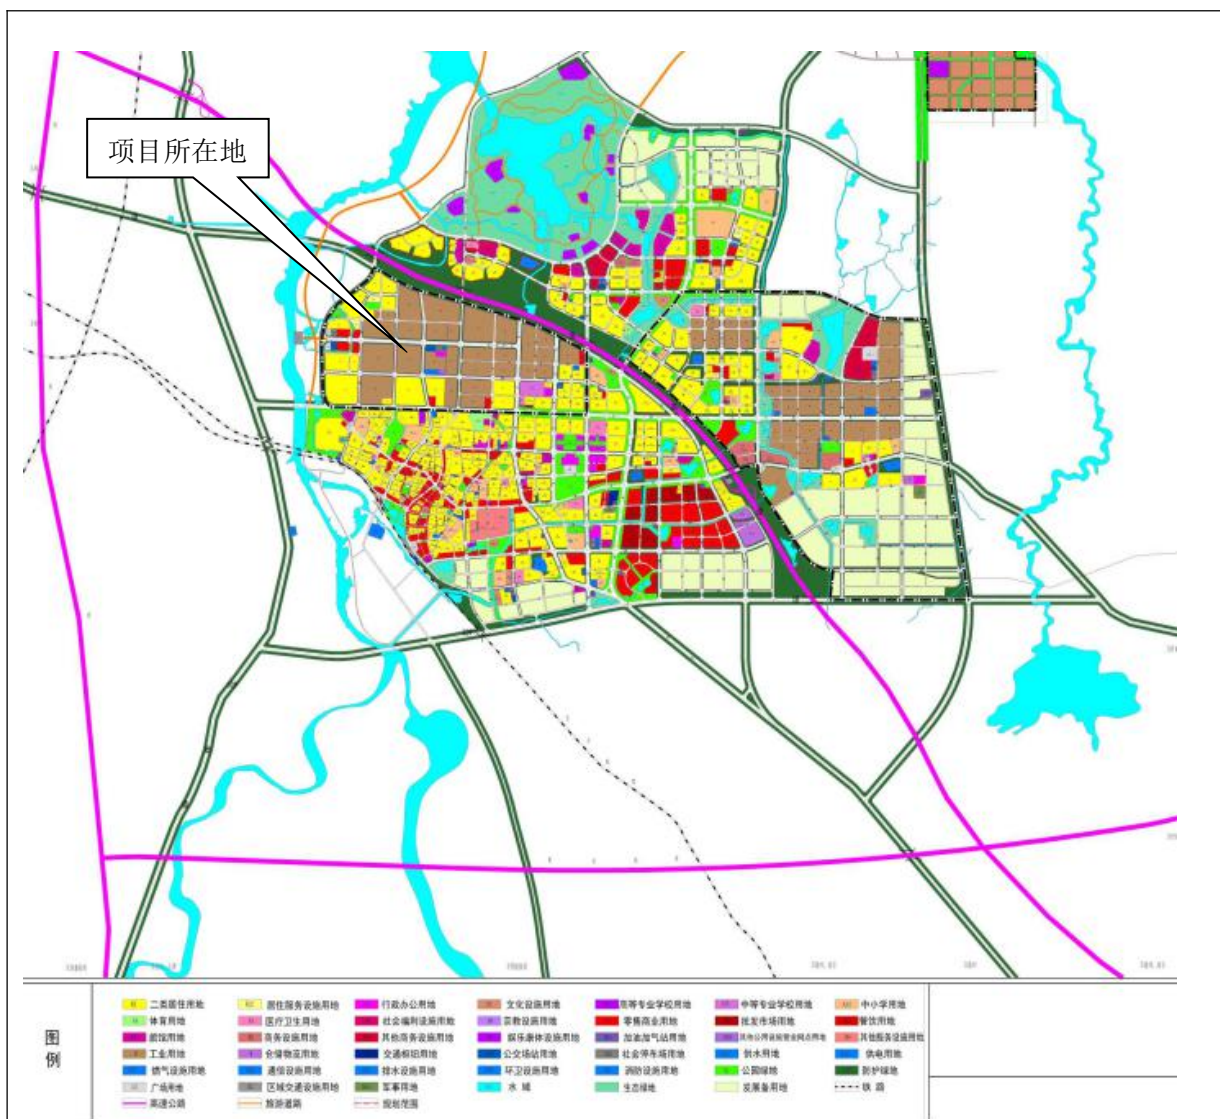 项目所在地
图
例
二类居住用地 居住服务设施用地 行政办公用地 文化设施用地 高等专业学校用地 中等专业学校用地 中小学用地
体育用地 医疗卫生用地 社会福利设施用地 宗教设施用地 零售商业用地 批发市场用地 餐饮用地
旅馆用地 商务设施用地 其他商务设施用地 娱乐康体设施用地 加油加气站用地 其他公用设施营业网点用地 其他服务设施用地
工业用地 仓储物流用地 交通枢纽用地 公交场站用地 社会停车场用地 供水用地 供电用地
燃气设施用地 通信设施用地 排水设施用地 环卫设施用地 消防设施用地 公园绿地 防护绿地
广场用地 区域交通设施用地 军事用地 水 域 生态绿地 发展备用地 铁 路
高速公路 旅游道路 规划范围